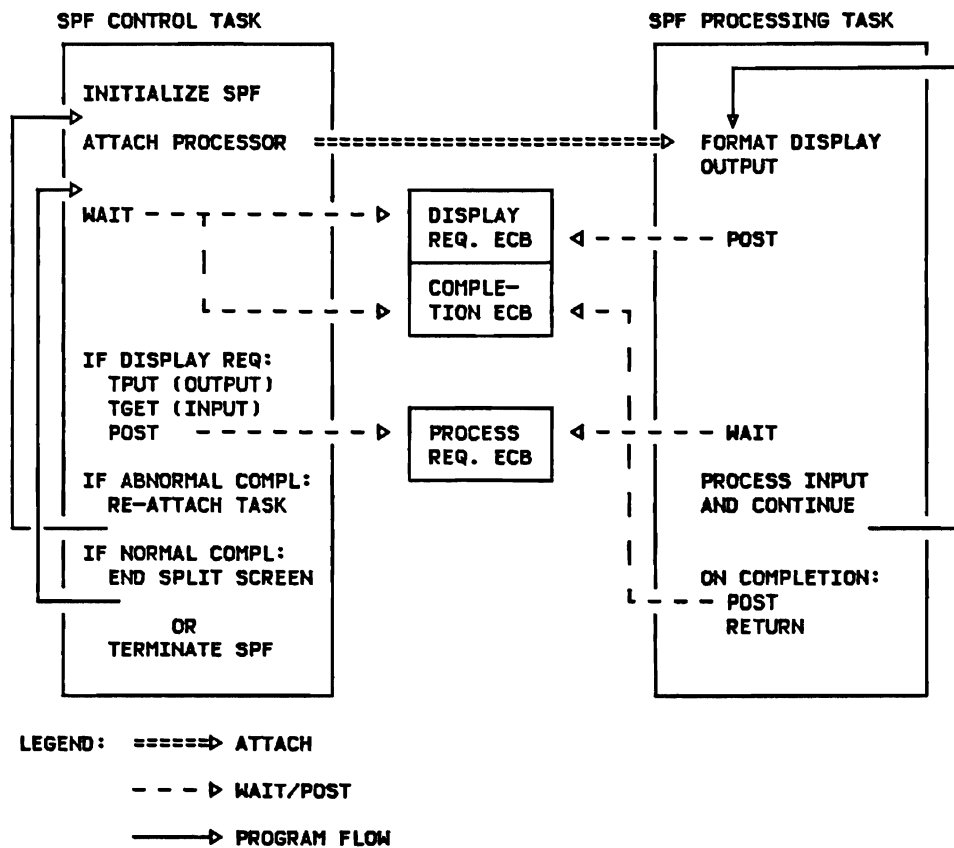 SPF CONTROL TASK
INITIALIZE SPF
ATTACH PROCESSOR
WAIT
IF DISPLAY REQ:
TPUT (OUTPUT)
TGET (INPUT)
POST
IF ABNORMAL COMPL:
RE-ATTACH TASK
IF NORMAL COMPL:
END SPLIT SCREEN
OR
TERMINATE SPF
DISPLAY
REQ. ECB
COMPLE-
TION ECB
PROCESS
REQ. ECB
SPF PROCESSING TASK
FORMAT DISPLAY
OUTPUT
POST
WAIT
PROCESS INPUT
AND CONTINUE
ON COMPLETION:
POST
RETURN
LEGEND:
ATTACH
WAIT/POST
PROGRAM FLOW